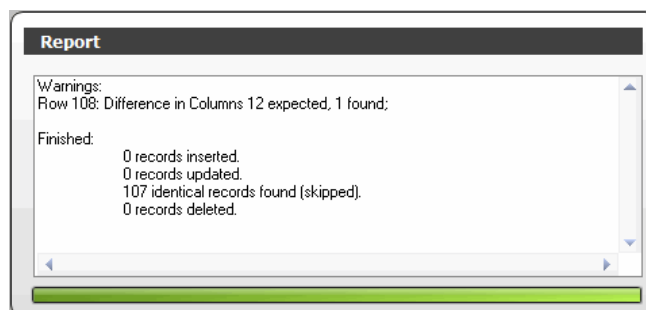 Report
Warnings:
Row 108: Difference in Columns 12 expected, 1 found;
Finished:
0 records inserted.
0 records updated.
107 identical records found (skipped).
0 records deleted.